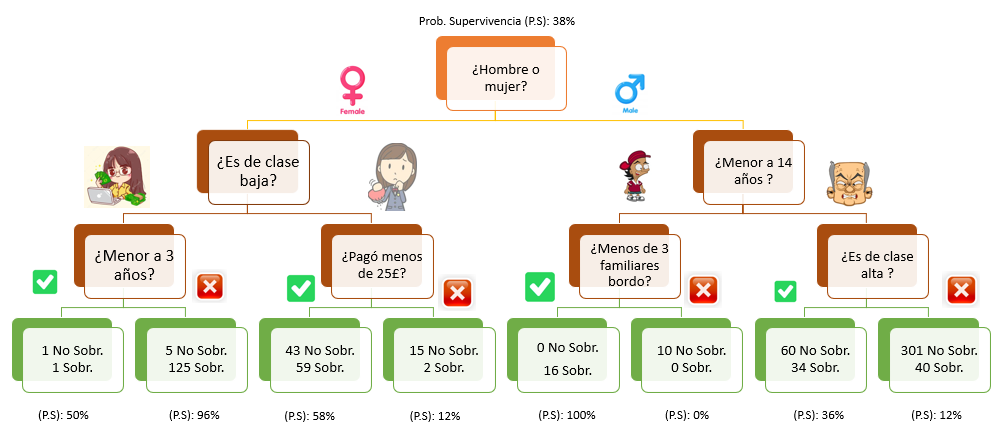 Prob. Supervivencia (P.S): 38%
¿Hombre o
mujer?
Female
Male
¿Es de clase
baja?
¿Menor a 14
años ?
¿Menor a 3
años?
¿Pagó menos
de 25£?
¿Menos de 3
familiares
bordo?
¿Es de clase
alta ?
1 No Sobr.
1 Sobr.
5 No Sobr.
125 Sobr.
43 No Sobr.
59 Sobr.
15 No Sobr.
2 Sobr.
0 No Sobr.
16 Sobr.
10 No Sobr.
0 Sobr.
60 No Sobr.
34 Sobr.
301 No Sobr.
40 Sobr.
(P.S): 50%
(P.S): 96%
(P.S): 58%
(P.S): 12%
(P.S): 100%
(P.S): 0%
(P.S): 36%
(P.S): 12%